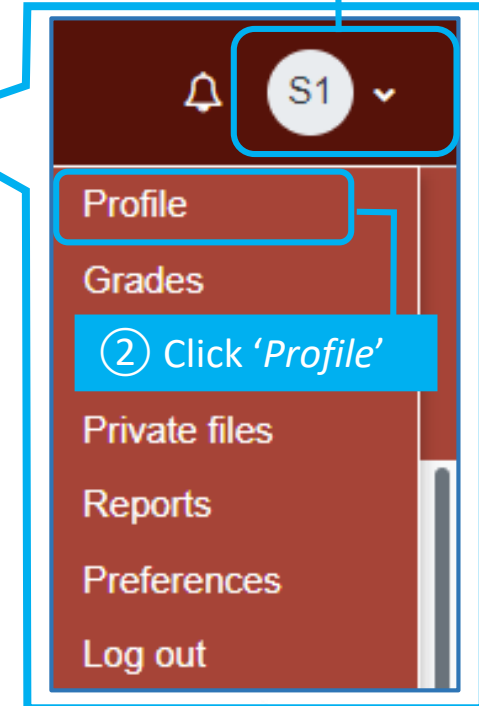 S1
Profile
Grades
② Click ‘Profile’
Private files
Reports
Preferences
Log out